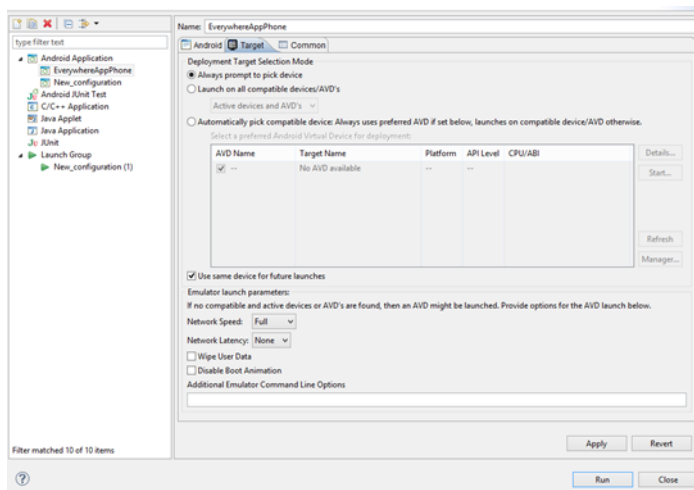 type filter text
Android Application
EverywhereAppPhone
New_configuration
Android JUnit Test
C/C++ Application
Java Applet
Java Application
JUnit
Launch Group
New_configuration (1)
Filter matched 10 of 10 items
Name: EverywhereAppPhone
Android Target Common
Deployment Target Selection Mode
Always prompt to pick device
Launch on all compatible devices/AVD's
Active devices and AVD's
Automatically pick compatible device: Always uses preferred AVD if set below, launches on compatible device/AVD otherwise.
Select a preferred Android Virtual Device for deployment:
AVD Name Target Name Platform API Level CPU/ABI
-- No AVD available -- --
Details...
Start...
Refresh
Manager...
Use same device for future launches
Emulator launch parameters:
If no compatible and active devices or AVD's are found, then an AVD might be launched. Provide options for the AVD launch below.
Network Speed: Full
Network Latency: None
Wipe User Data
Disable Boot Animation
Additional Emulator Command Line Options
Apply Revert
? Run Close